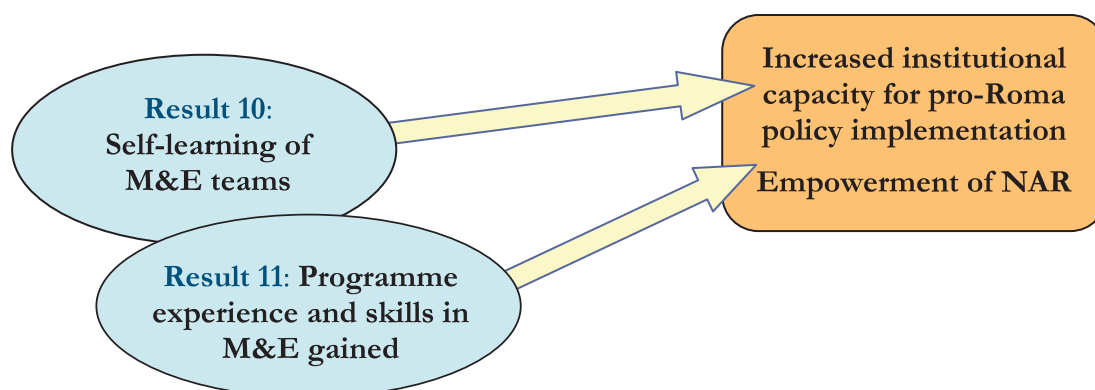 Result 10:
Self-learning of
M&E teams
Result 11: Programme
experience and skills in
M&E gained
Increased institutional
capacity for pro-Roma
policy implementation
Empowerment of NAR